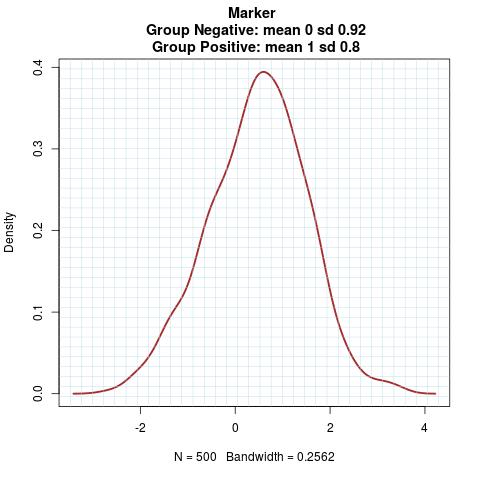 Marker
Group Negative: mean 0 sd 0.92
Group Positive: mean 1 sd 0.8
0.4
0.3
0.2
0.1
0.0
Density
-2 0 2 4
N = 500 Bandwidth = 0.2562